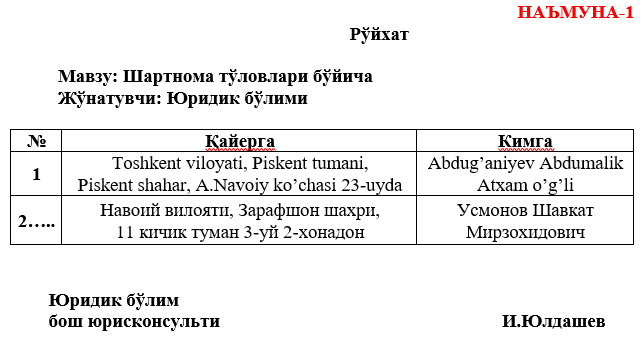 НАЪМУНА-1
Рўйхат
Мавзу: Шартнома тўловлари бўйича
Жўнатувчи: Юридик бўлими
№ Қайерга Кимга
1 Toshkent viloyati, Piskent tumani, Abdug’aniyev Abdumalik
Piskent shahar, A.Navoiy ko’chasi 23-uyda Atxam o’g’li
2….. Навоий вилояти, Зарафшон шахри, Усмонов Шавкат
11 кичик туман 3-уй 2-хонадон Мирзохидович
Юридик бўлим
бош юрисконсульти И.Юлдашев